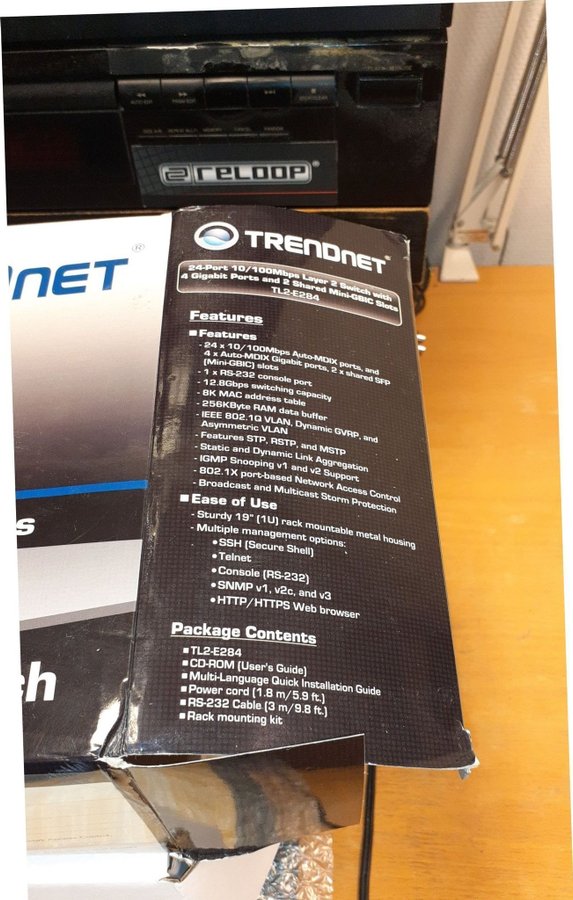 AUTO EDIT
RANDOM
2 reloop®
®
NET
TRENDNET®
24-Port 10/100Mbps Layer 2 Switch with
4 Gigabit Ports and 2 Shared Mini-GBIC Slots
TL2-E284
Features
■ Features
- 24 x 10/100Mbps Auto-MDIX ports, and
4 x Auto-MDIX Gigabit ports, 2 x shared SFP
(Mini-GBIC) slots
- 1 x RS-232 console port
- 12.8Gbps switching capacity
- 8K MAC address table
- 256KByte RAM data buffer
- IEEE 802.1Q VLAN, Dynamic GVRP, and
Asymmetric VLAN
- Features STP, RSTP, and MSTP
- Static and Dynamic Link Aggregation
- IGMP Snooping v1 and v2 Support
- 802.1X port-based Network Access Control
- Broadcast and Multicast Storm Protection
■ Ease of Use
- Sturdy 19" (1U) rack mountable metal housing
- Multiple management options:
• SSH (Secure Shell)
• Telnet
• Console (RS-232)
• SNMP v1, v2c, and v3
• HTTP/HTTPS Web browser
s
ch
Package Contents
■ TL2-E284
■ CD-ROM (User's Guide)
■ Multi-Language Quick Installation Guide
■ Power cord (1.8 m/5.9 ft.)
■ RS-232 Cable (3 m/9.8 ft.)
■ Rack mounting kit